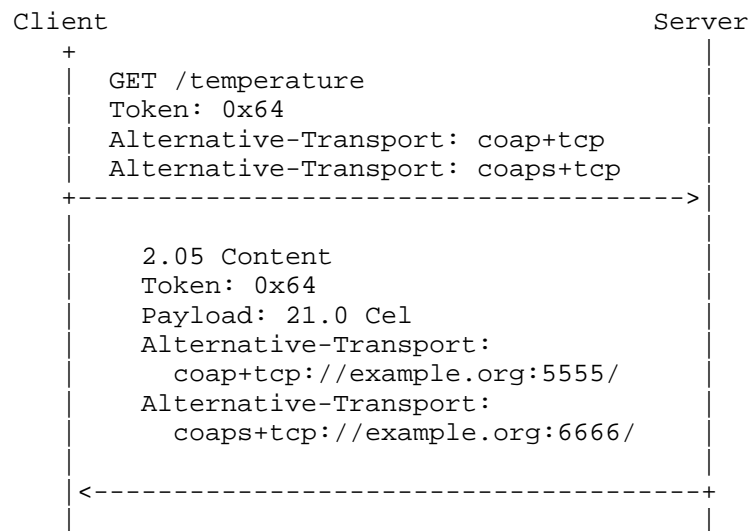 Client Server
GET /temperature
Token: 0x64
Alternative-Transport: coap+tcp
Alternative-Transport: coaps+tcp
2.05 Content
Token: 0x64
Payload: 21.0 Cel
Alternative-Transport:
coap+tcp://example.org:5555/
Alternative-Transport:
coaps+tcp://example.org:6666/